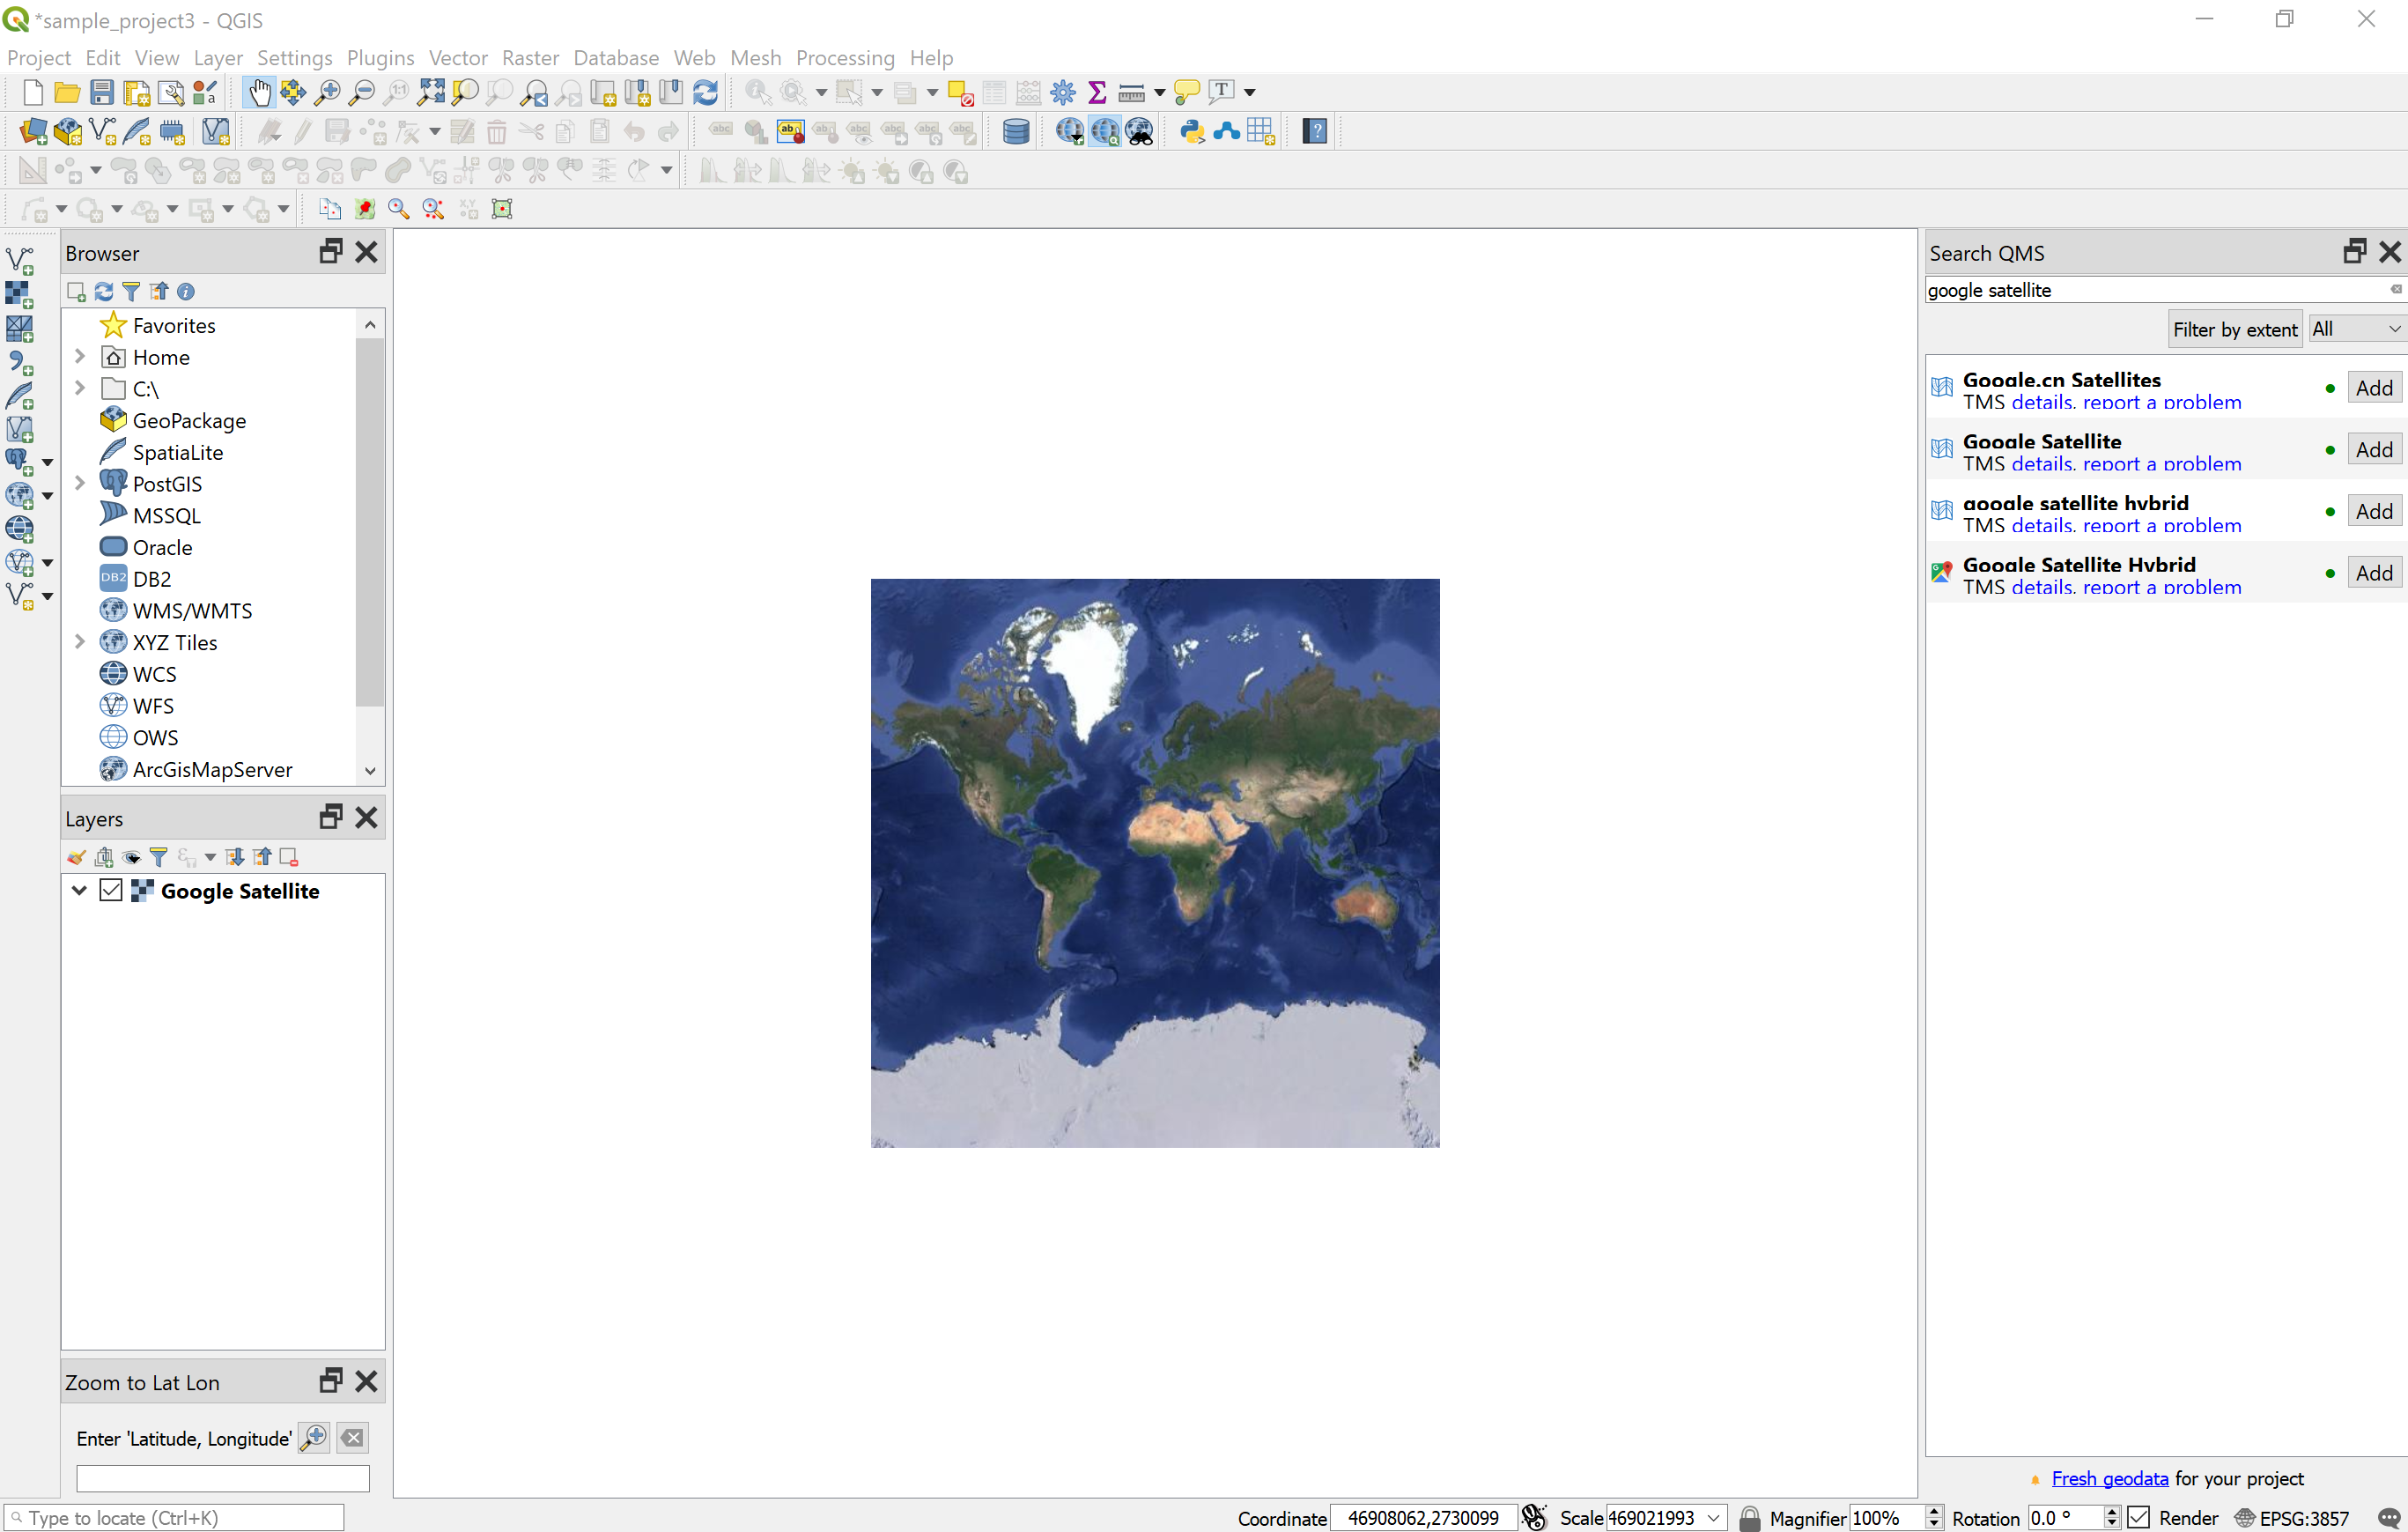 *sample_project3 - QGIS
Project Edit View Layer Settings Plugins Vector Raster Database Web Mesh Processing Help
Browser
Favorites
Home
C:\
GeoPackage
SpatiaLite
PostGIS
MSSQL
Oracle
DB2 DB2
WMS/WMTS
XYZ Tiles
WCS
WFS
OWS
ArcGisMapServer
Layers
Google Satellite
Zoom to Lat Lon
Enter 'Latitude, Longitude'
Search QMS
google satellite
Filter by extent All
Google.cn Satellites
TMS details, report a problem Add
Google Satellite
TMS details, report a problem Add
google satellite hybrid
TMS details, report a problem Add
Google Satellite Hybrid
TMS details, report a problem Add
Fresh geodata for your project
Type to locate (Ctrl+K) Coordinate 46908062,2730099 Scale 469021993 Magnifier 100% Rotation 0.0 ° Render EPSG:3857